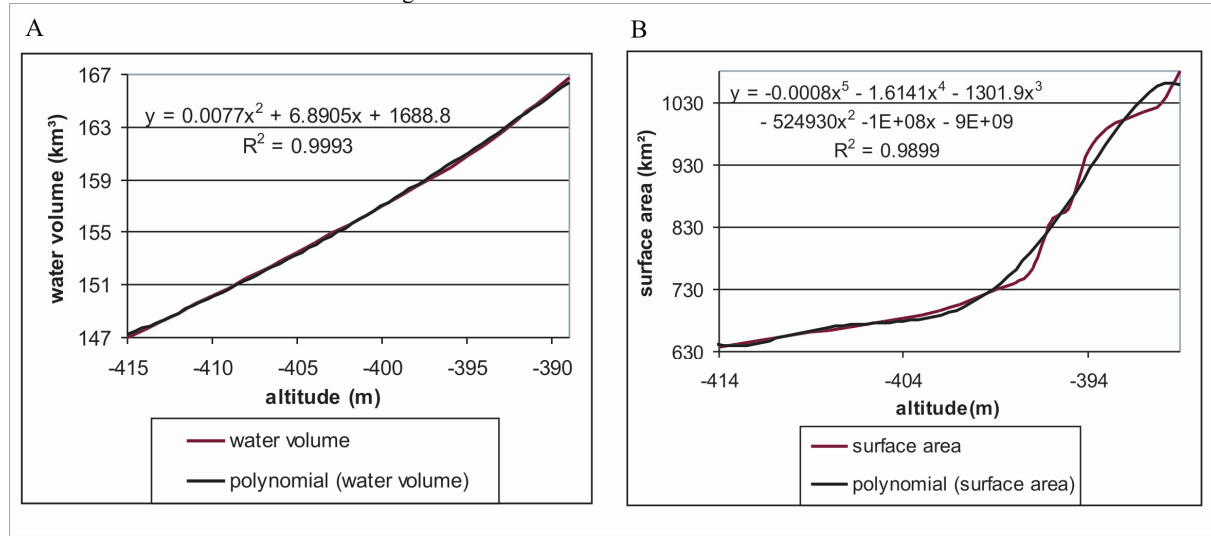 A
167
163
159
155
151
147
water volume (km³)
y = 0.0077x² + 6.8905x + 1688.8
R² = 0.9993
-415 -410 -405 -400 -395 -390
altitude (m)
water volume
polynomial (water volume)
B
1030
930
830
730
630
surface area (km²)
y = -0.0008x⁵ - 1.6141x⁴ - 1301.9x³
- 524930x² -1E+08x - 9E+09
R² = 0.9899
-414 -404 -394
altitude(m)
surface area
polynomial (surface area)